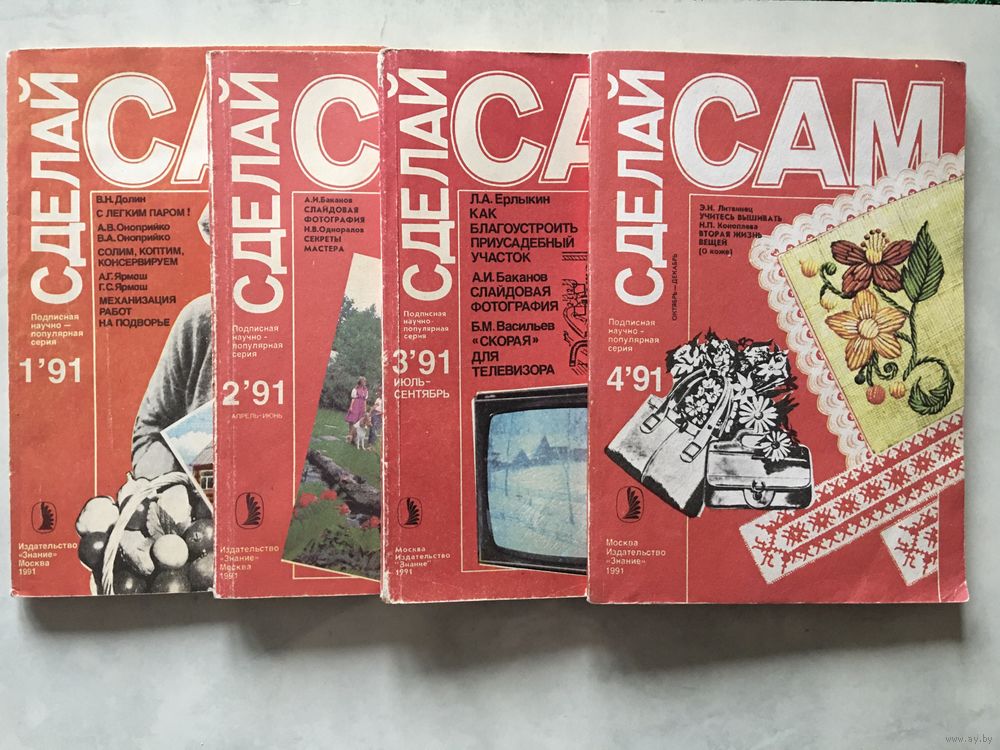 СДЕЛАЙ
СА
В.Н. Долин
С ЛЕГКИМ ПАРОМ!
А.В. Оноприйко
В.А. Оноприйко
СОЛИМ, КОПТИМ,
КОНСЕРВИРУЕМ
А.Г. Ярмаш
Г.С. Ярмаш
МЕХАНИЗАЦИЯ
РАБОТ
НА ПОДВОРЬЕ
Подписная
научно —
популярная
серия
1'91
Издательство
«Знание»
Москва
1991
СДЕЛАЙ
С
А.И. Баканов
СЛАЙДОВАЯ
ФОТОГРАФИЯ
Н.В. Одноралов
СЕКРЕТЫ
МАСТЕРА
Подписная
научно -
популярная
серия
2'91
АПРЕЛЬ-ИЮНЬ
Издательство
«Знание»
Москва
1991
СДЕЛАЙ
СА
Л.А. Ерлыкин
КАК
БЛАГОУСТРОИТЬ
ПРИУСАДЕБНЫЙ
УЧАСТОК
А.И. Баканов
СЛАЙДОВАЯ
ФОТОГРАФИЯ
Б.М. Васильев
«СКОРАЯ»
ДЛЯ
ТЕЛЕВИЗОРА
Подписная
научно-
популярная
серия
3'91
ИЮЛЬ-
СЕНТЯБРЬ
Москва
Издательство
"Знание"
1991
СДЕЛАЙ
САМ
Э.Н. Литвинец
УЧИТЕСЬ ВЫШИВАТЬ
Н.П. Коноплева
ВТОРАЯ ЖИЗНЬ
ВЕЩЕЙ
(О коже)
ОКТЯБРЬ—ДЕКАБРЬ
Подписная
научно -
популярная
серия
4'91
Москва
Издательство
«Знание»
1991
www.ay.by